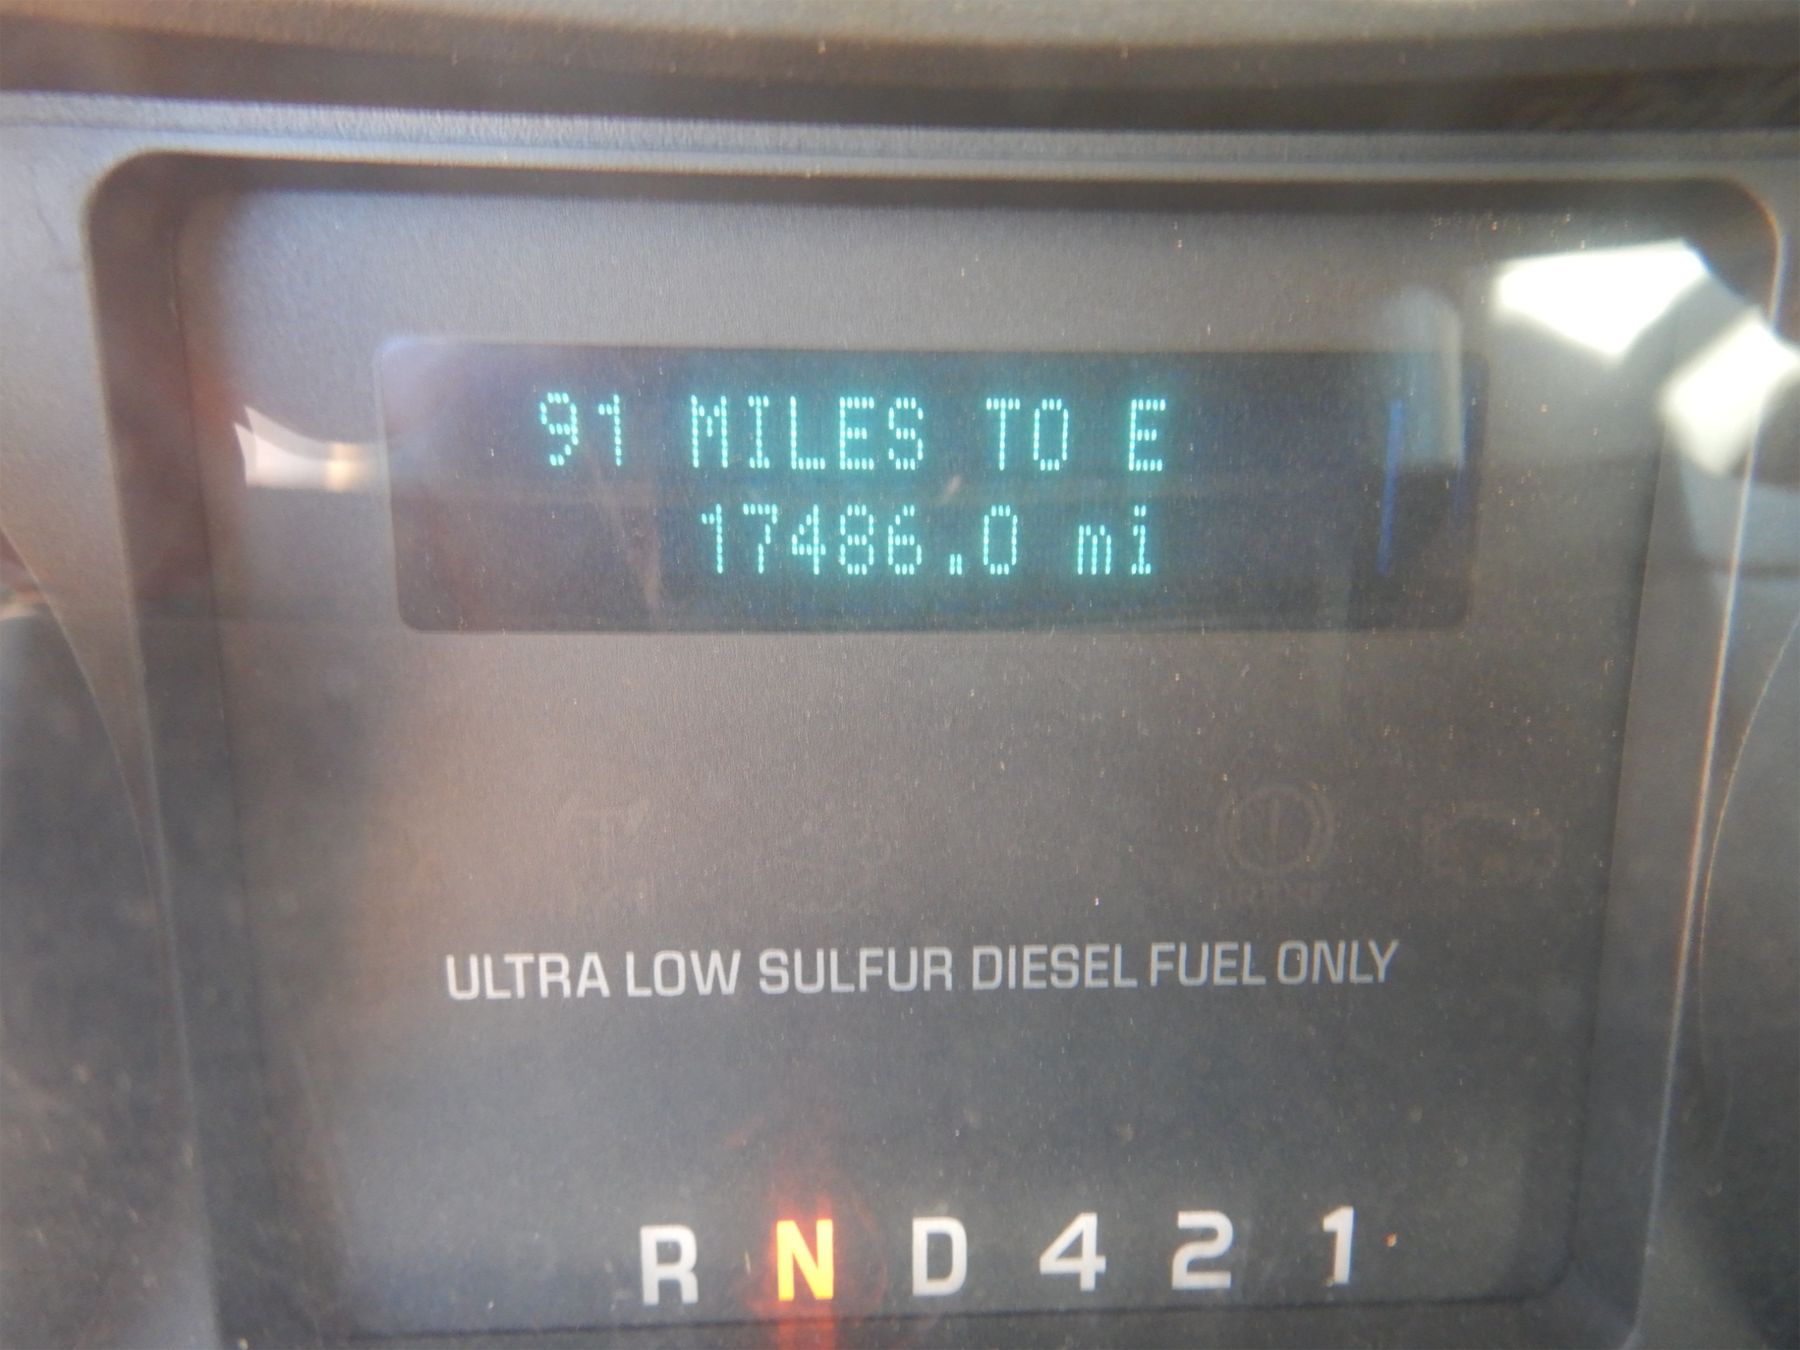 91 MILES TO E
17486.0 mi
ULTRA LOW SULFUR DIESEL FUEL ONLY
R N D 4 2 1